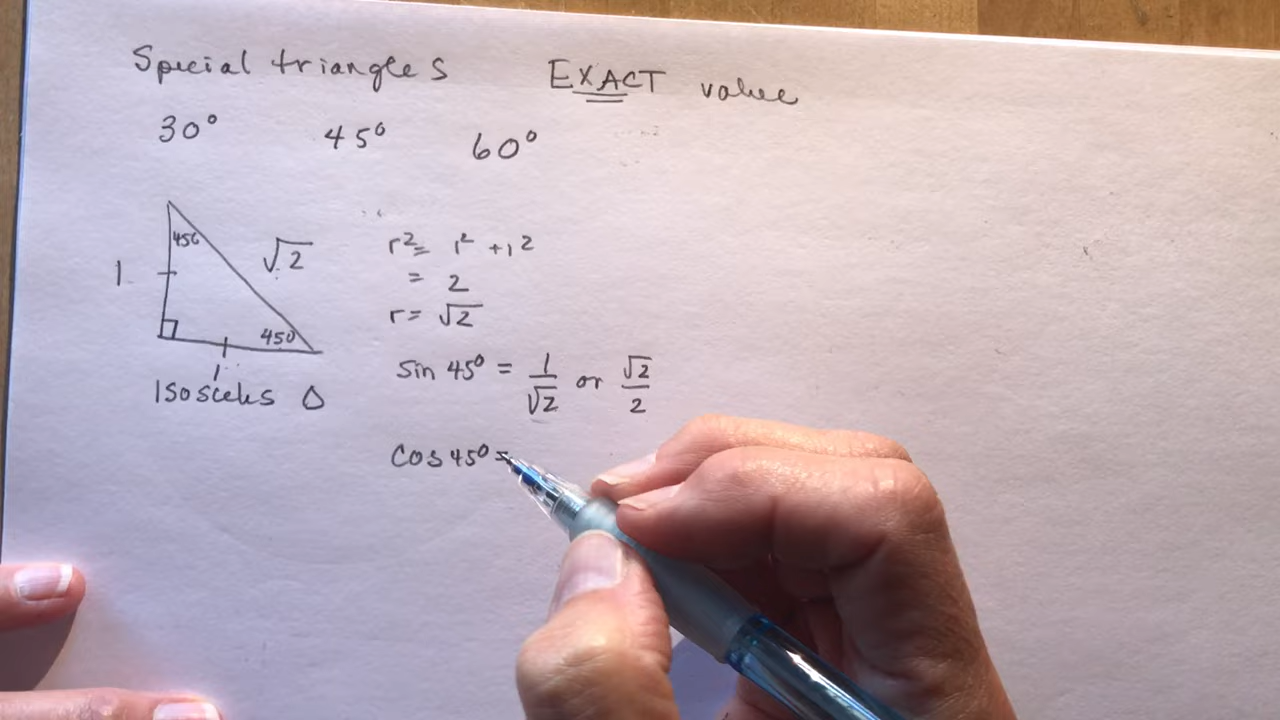 Special triangles EXACT value
30° 45° 60°
45°
1
√2
45°
1
Isosceles △
r² = 1² + 1²
= 2
r = √2
sin 45° = 1/√2 or √2/2
cos 45° =